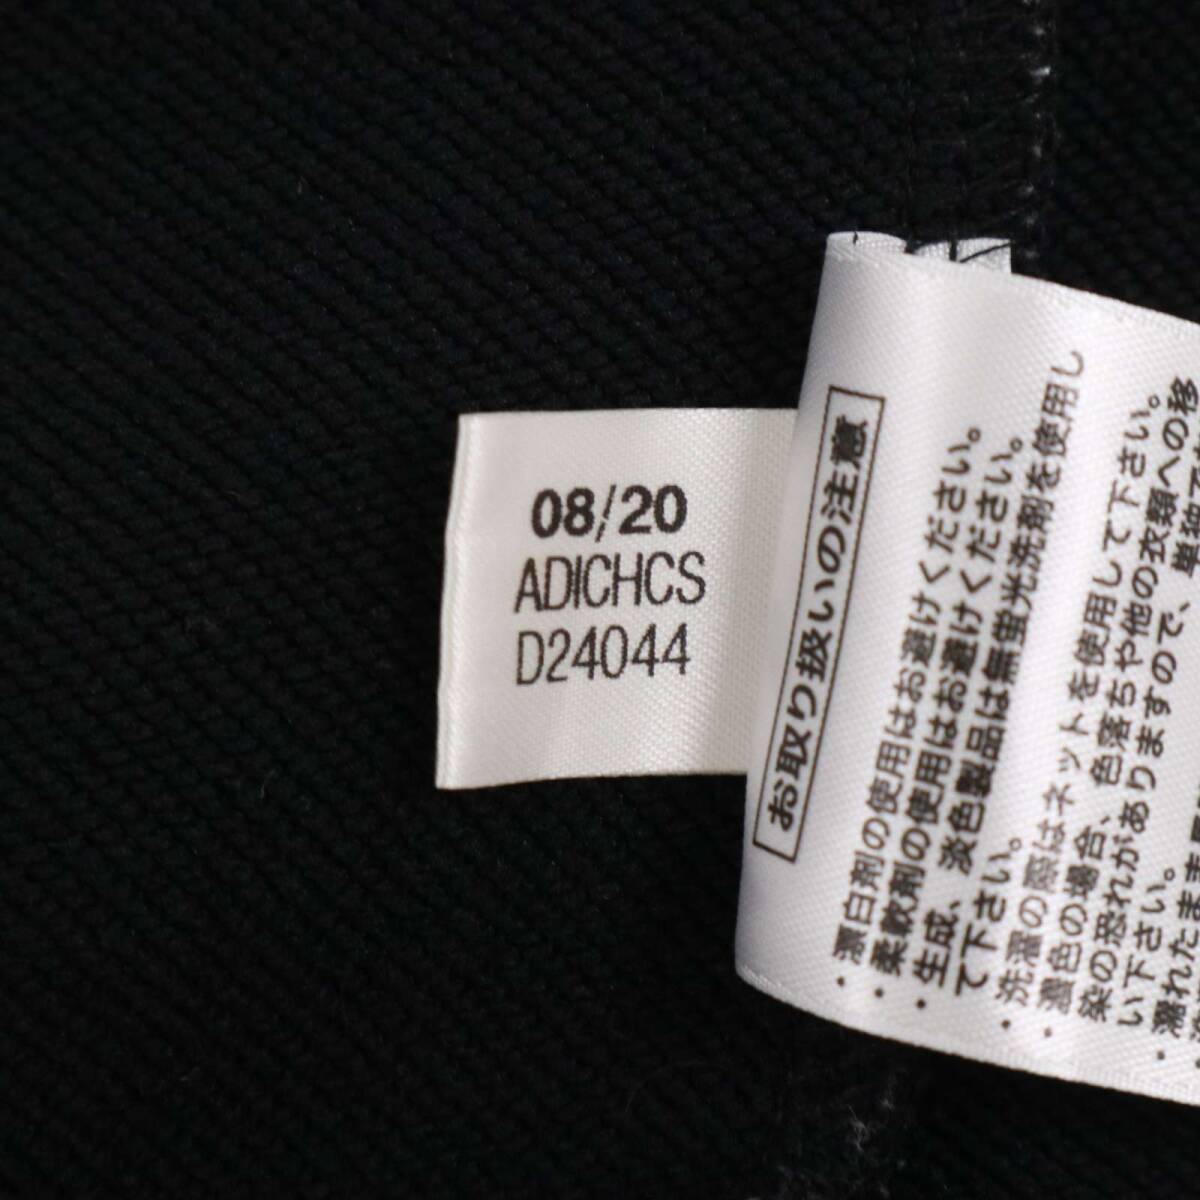 08/20
ADICHCS
D24044
お取り扱いの注意
・漂白剤の使用はお避けください。
・柔軟剤の使用はお避けください。
・生成、淡色製品は無蛍光洗剤を使用し
て下さい。
・洗濯の際はネットを使用して下さい。
・濃色の場合、色落ちや他の衣類への移
染の恐れがありますので、単独で
い下さい。
・濡れたまま